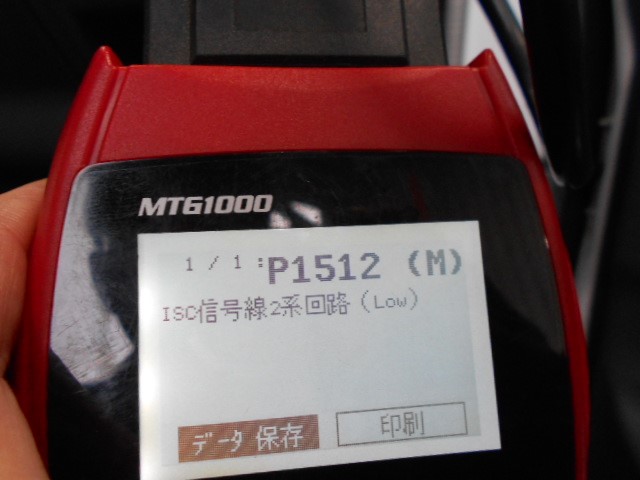 MTG1000
1 / 1 : P1512 (M)
ISC信号線2系回路 (Low)
データ 保存
印刷